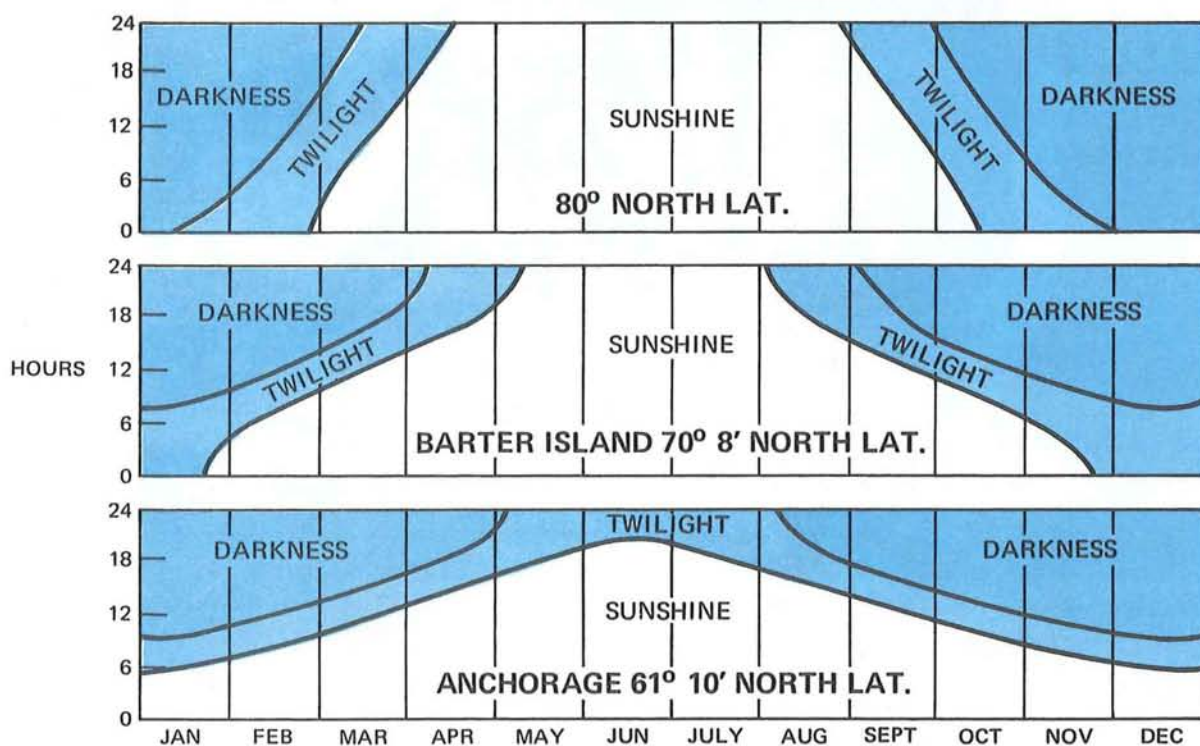 24
18
12
6
0
DARKNESS
TWILIGHT
SUNSHINE
TWILIGHT
DARKNESS
80° NORTH LAT.
HOURS
24
18
12
6
0
DARKNESS
TWILIGHT
SUNSHINE
TWILIGHT
DARKNESS
BARTER ISLAND 70° 8' NORTH LAT.
24
18
12
6
0
DARKNESS
TWILIGHT
SUNSHINE
DARKNESS
ANCHORAGE 61° 10' NORTH LAT.
JAN FEB MAR APR MAY JUN JULY AUG SEPT OCT NOV DEC